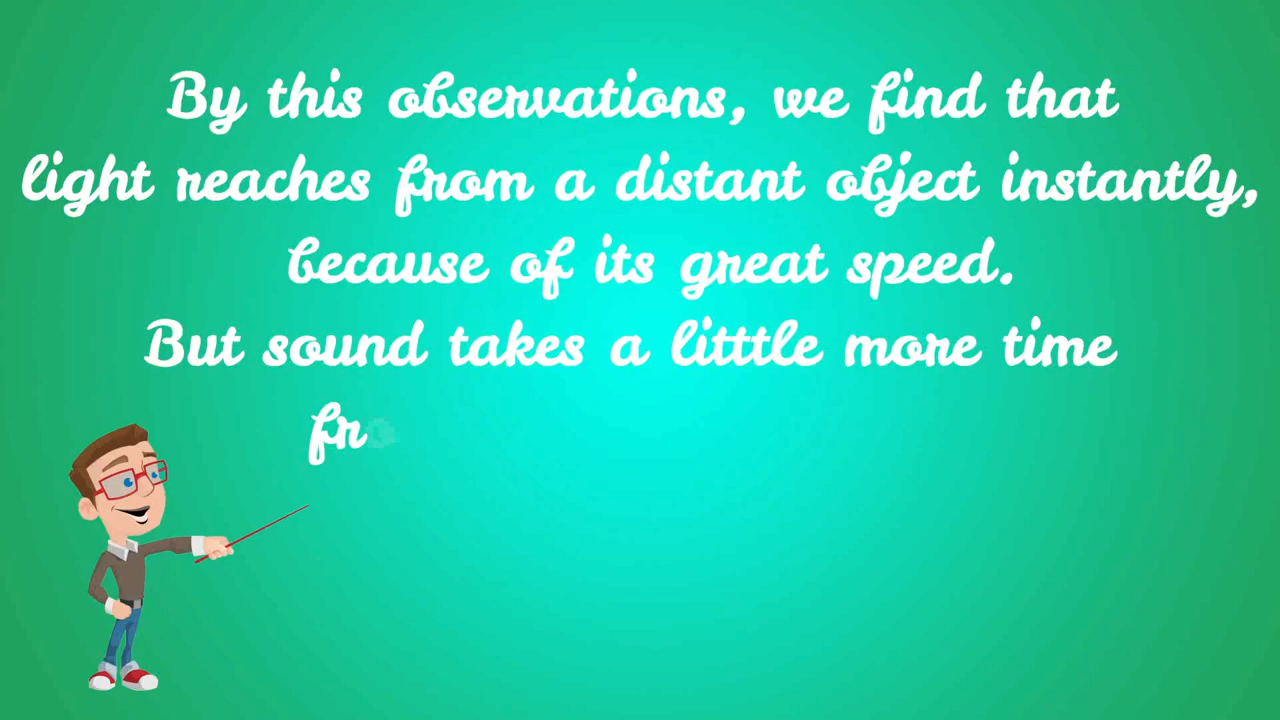 By this observations, we find that
light reaches from a distant object instantly,
because of its great speed.
But sound takes a litttle more time
fr